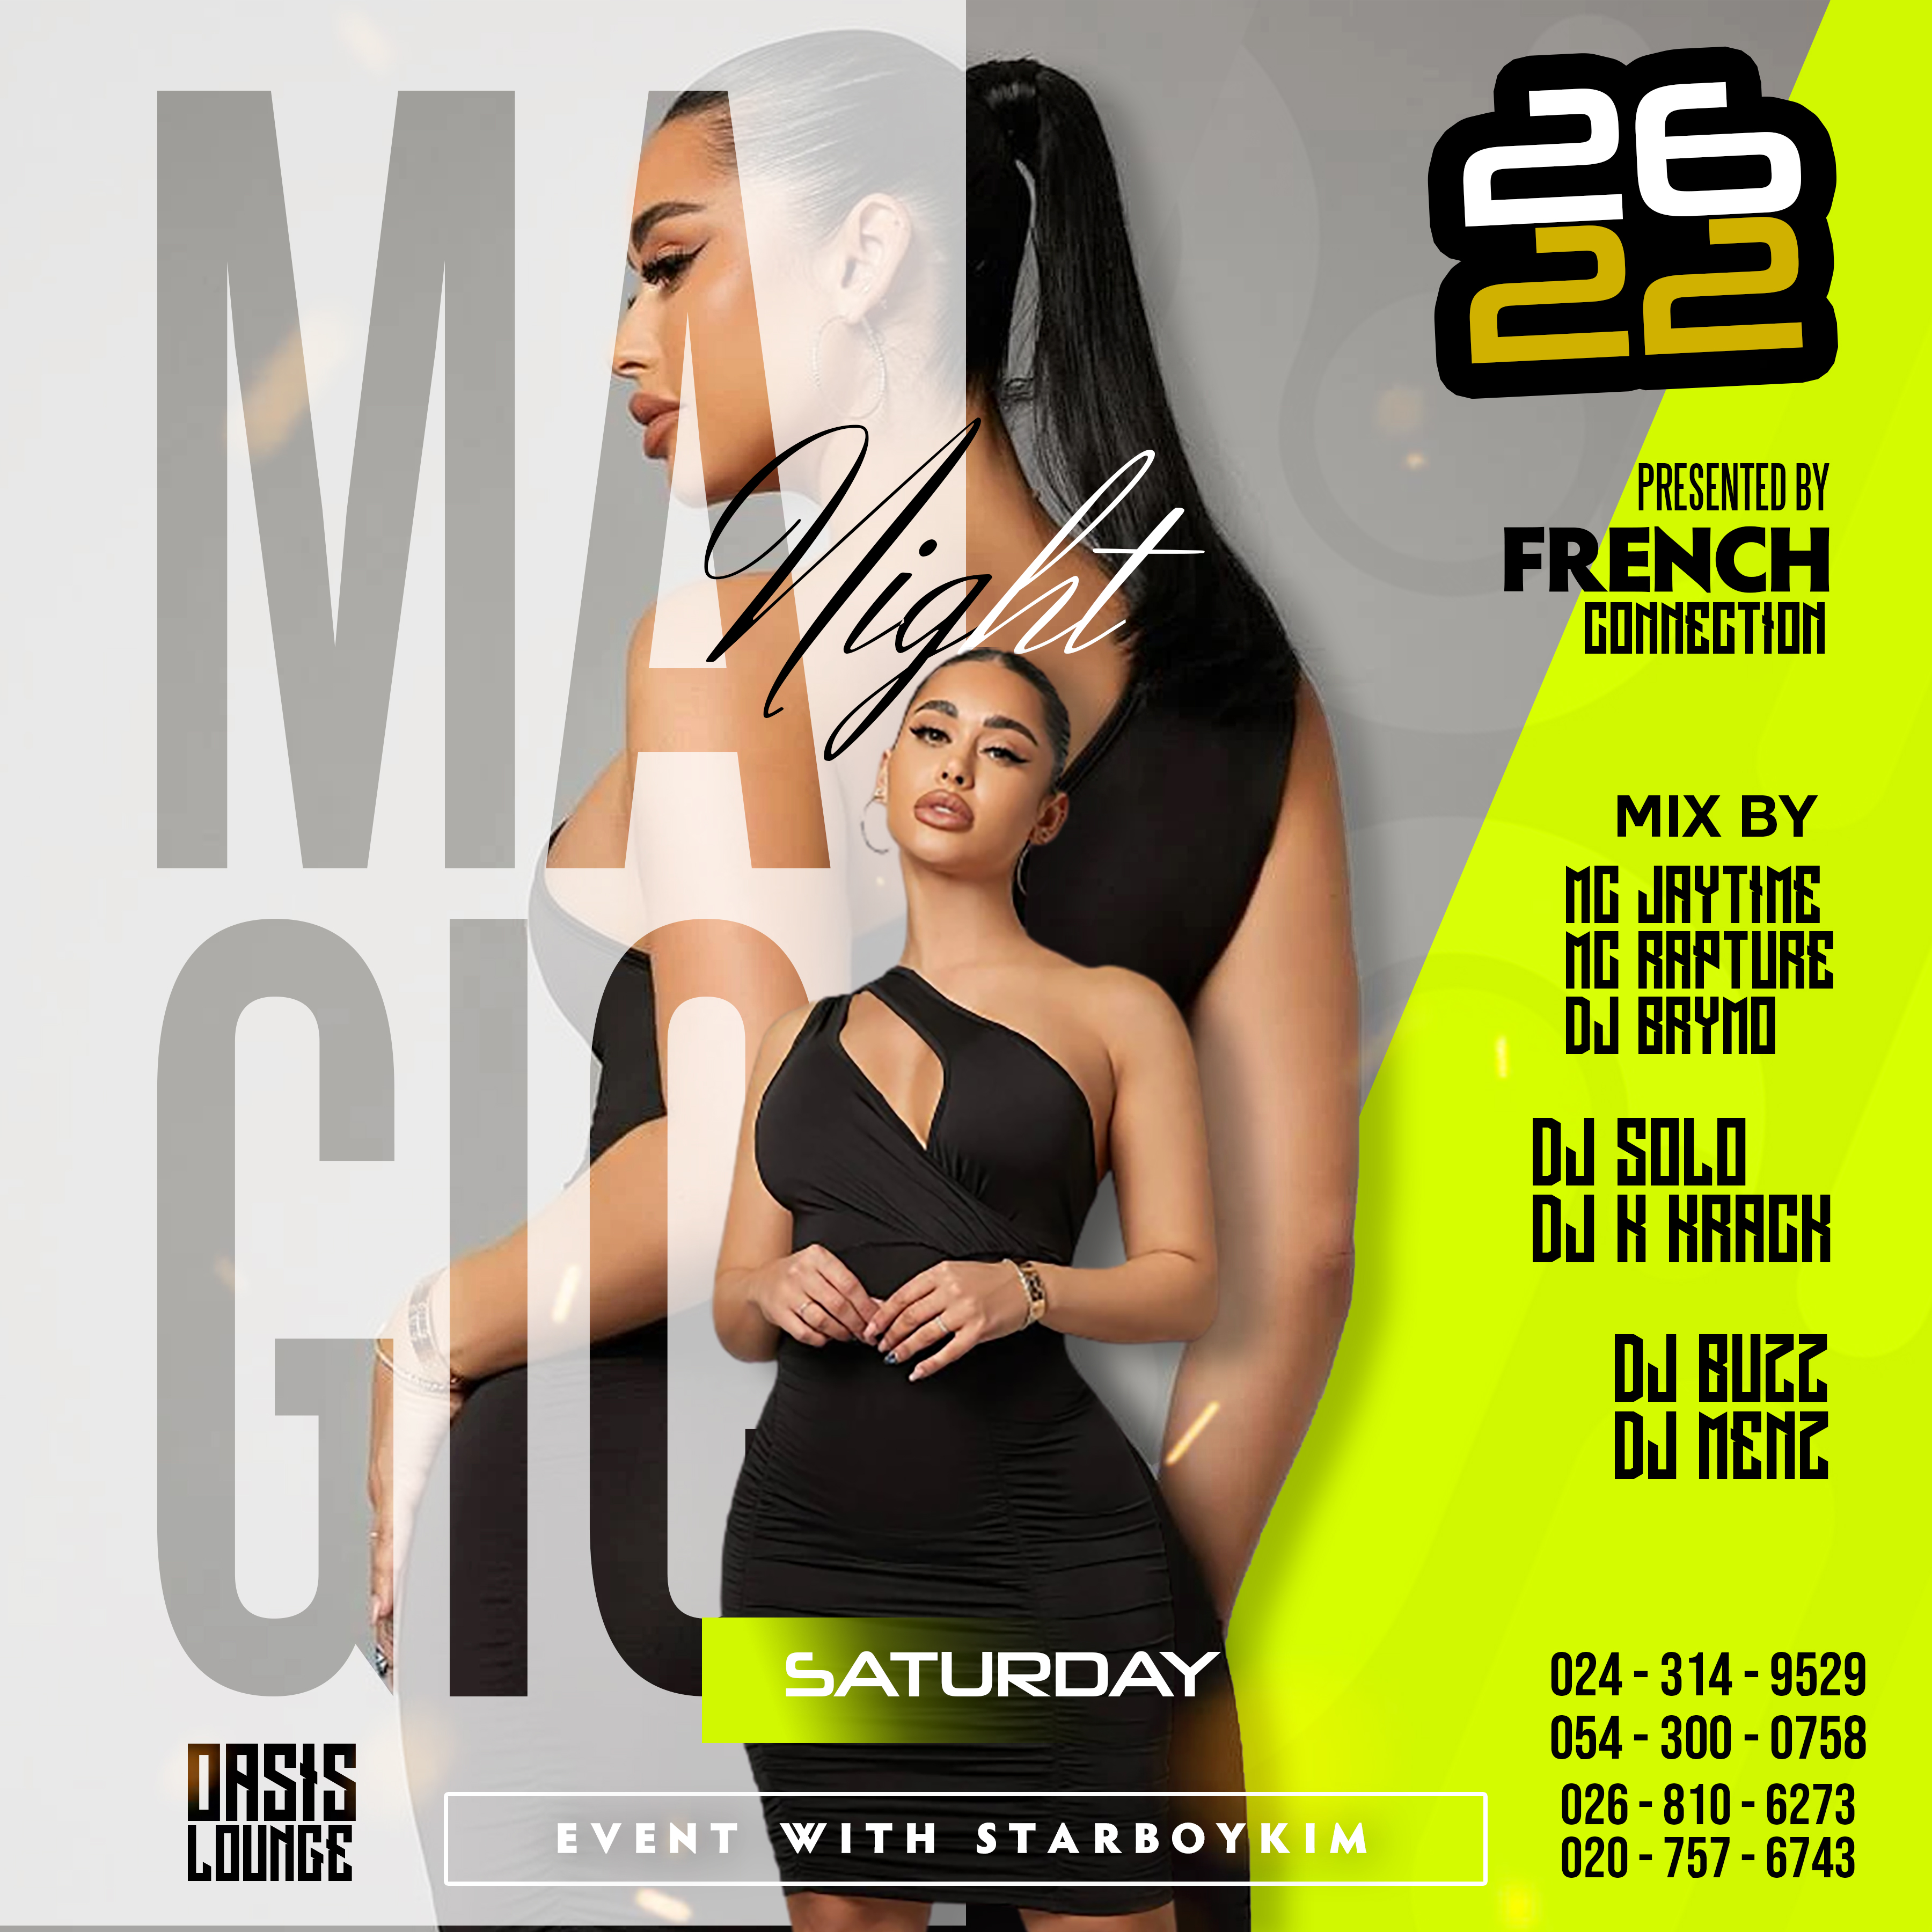 MA
GIC
Night
26
22
PRESENTED BY
FRENCH
CONNECTION
MIX BY
MC JAYTIME
MC RAPTURE
DJ BRYMO
DJ SOLO
DJ K KRACK
DJ BUZZ
DJ MENZ
SATURDAY
OASIS
LOUNGE
EVENT WITH STARBOYKIM
024 - 314 - 9529
054 - 300 - 0758
026 - 810 - 6273
020 - 757 - 6743